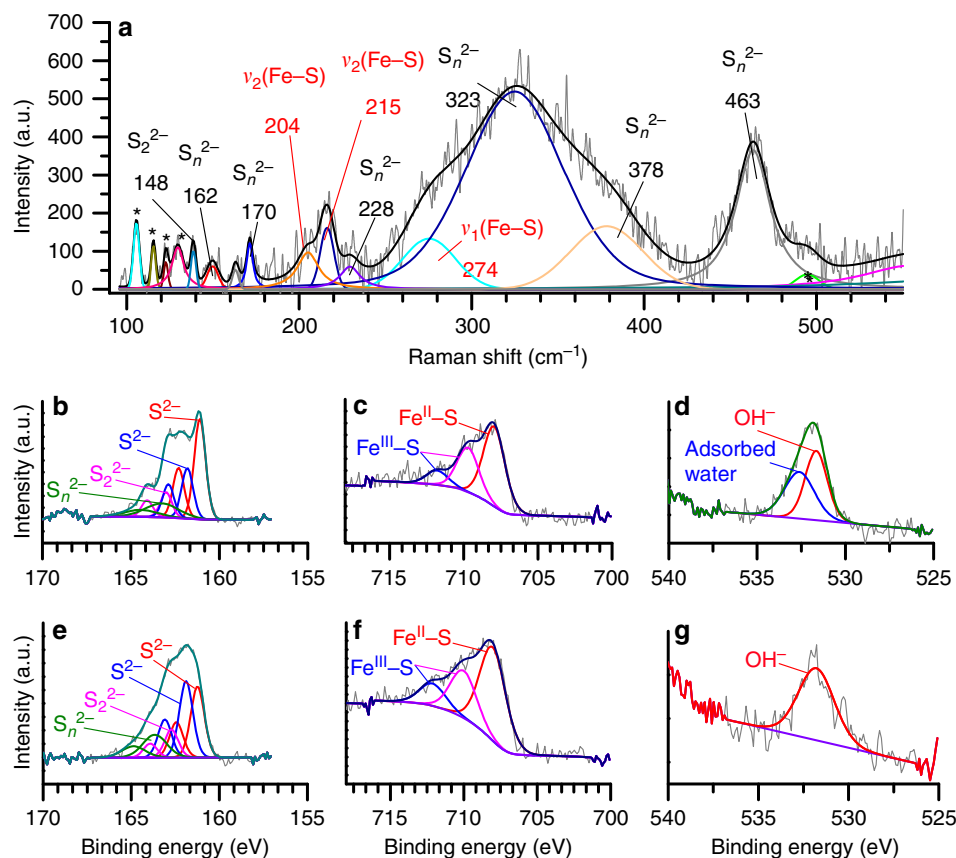 a
Intensity (a.u.)
700
600
500
400
300
200
100
0
S₂²⁻
148
Sₙ²⁻
162
Sₙ²⁻
170
ν₂(Fe–S)
204
ν₂(Fe–S)
215
Sₙ²⁻
228
Sₙ²⁻
323
ν₁(Fe–S)
274
Sₙ²⁻
378
Sₙ²⁻
463
* * * * *
100 200 300 400 500
Raman shift (cm⁻¹)
b
Intensity (a.u.)
S²⁻
S²⁻
S₂²⁻
Sₙ²⁻
170 165 160 155
c
Feᴵᴵ–S
Feᴵᴵᴵ–S
715 710 705 700
d
OH⁻
Adsorbed
water
540 535 530 525
e
Intensity (a.u.)
S²⁻
S²⁻
S₂²⁻
Sₙ²⁻
170 165 160 155
Binding energy (eV)
f
Feᴵᴵ–S
Feᴵᴵᴵ–S
715 710 705 700
Binding energy (eV)
g
OH⁻
540 535 530 525
Binding energy (eV)